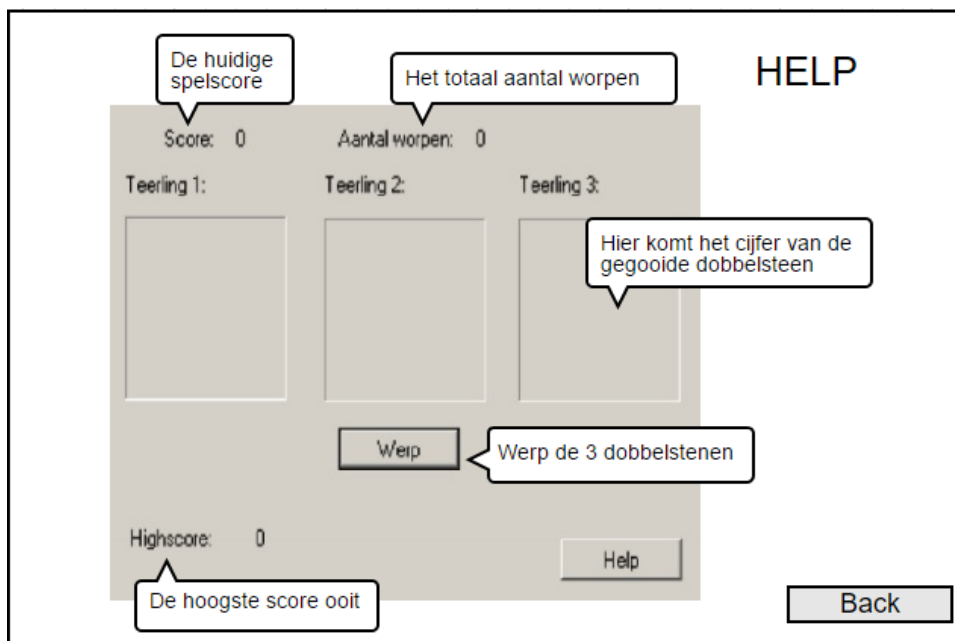 De huidige
spelscore
Het totaal aantal worpen
HELP
Score: 0
Aantal worpen: 0
Teerling 1:
Teerling 2:
Teerling 3:
Hier komt het cijfer van de
gegooide dobbelsteen
Werp
Werp de 3 dobbelstenen
Highscore: 0
Help
De hoogste score ooit
Back